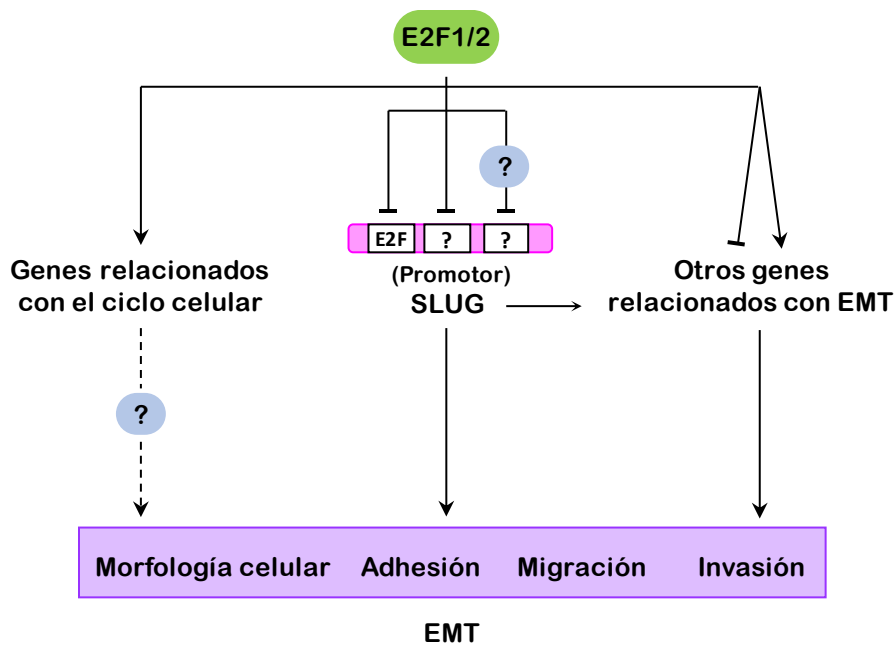 E2F1/2
?
E2F ? ?
(Promotor)
SLUG
Genes relacionados
con el ciclo celular
Otros genes
relacionados con EMT
?
Morfología celular Adhesión Migración Invasión
EMT